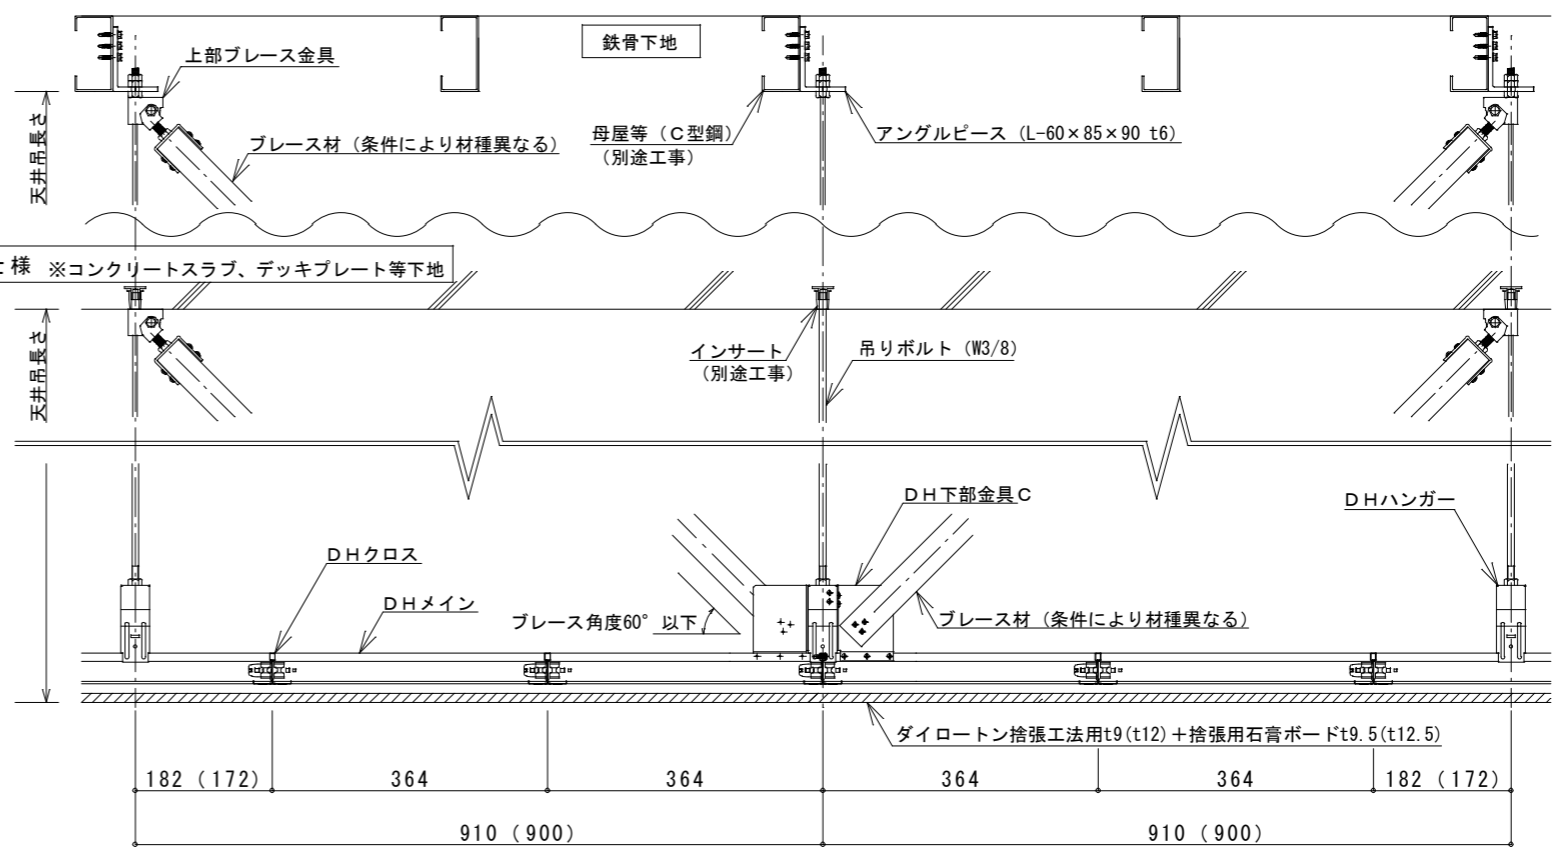 鉄骨下地
上部ブレース金具
天井吊長さ
ブレース材（条件により材種異なる）
母屋等（Ｃ型鋼）
（別途工事）
アングルピース（L-60×85×90 t6）
様 ※コンクリートスラブ、デッキプレート等下地
天井吊長さ
インサート
（別途工事）
吊りボルト（W3/8）
ＤＨ下部金具Ｃ
ＤＨハンガー
ＤＨクロス
ＤＨメイン
ブレース角度60°以下
ブレース材（条件により材種異なる）
ダイロートン捨張工法用t9(t12)＋捨張用石膏ボードt9.5(t12.5)
182（172） 364 364 364 364 182（172）
910（900） 910（900）